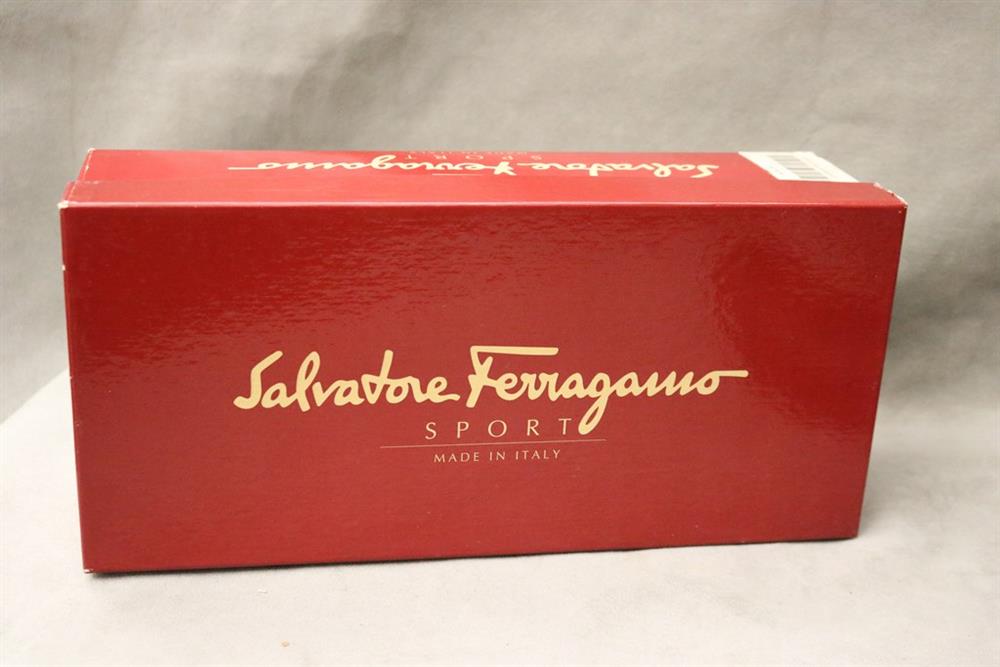 Salvatore Ferragamo
SPORT
MADE IN ITALY
Salvatore Ferragamo
SPORT